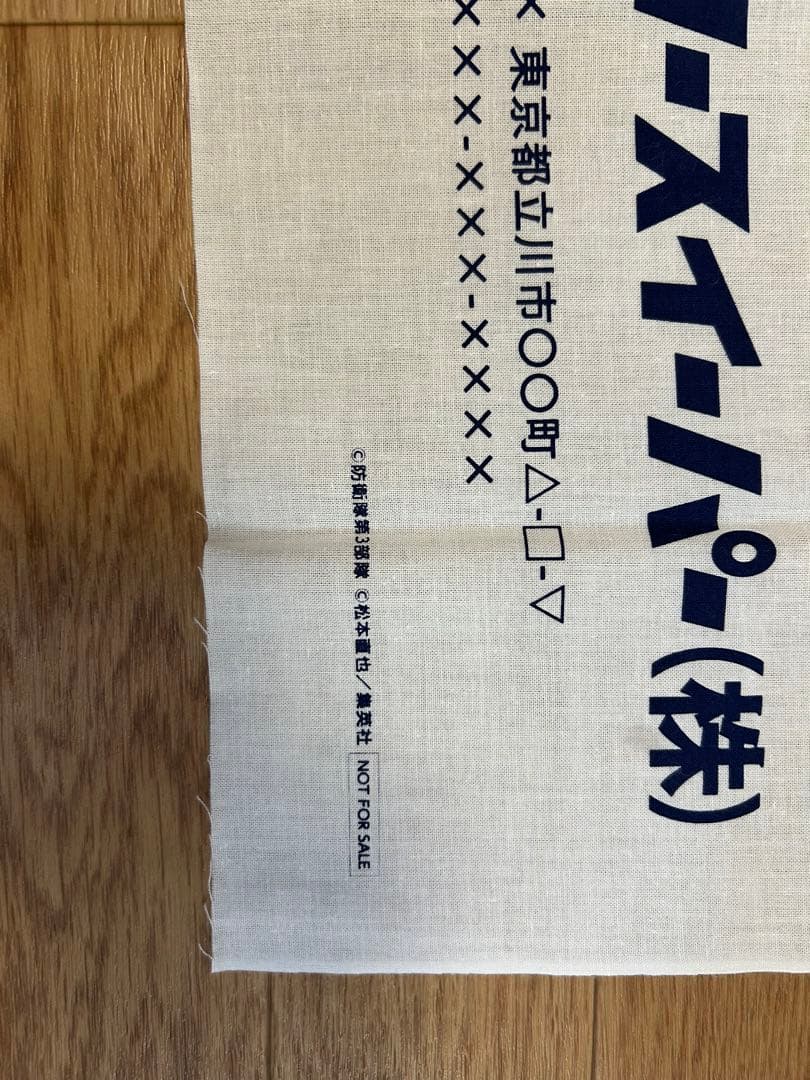 ースイーパー(株)
× 東京都立川市〇〇町△-□-▽
×××-×××-××××
©防衛隊第3部隊 ©松本直也／集英社 NOT FOR SALE